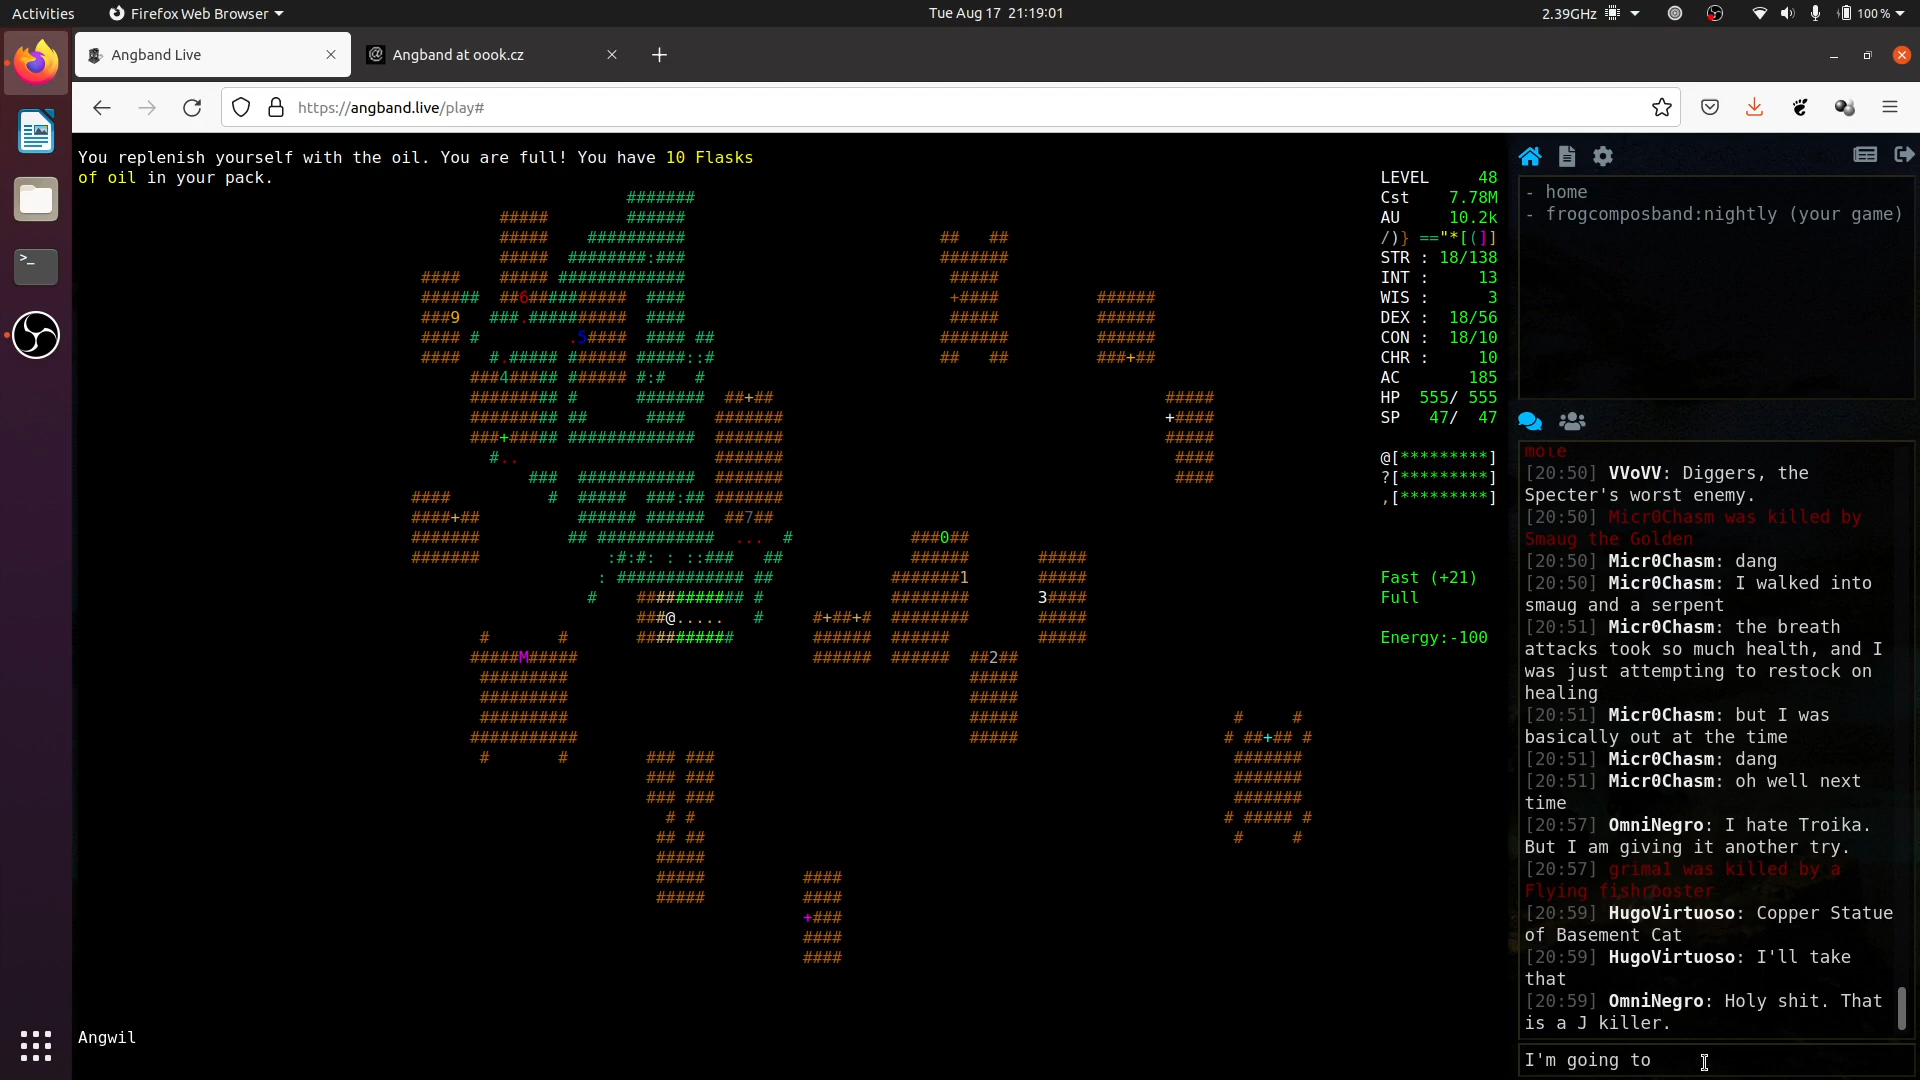 Activities Firefox Web Browser Tue Aug 17 21:19:01 2.39GHz 100 %
Angband Live Angband at oook.cz
https://angband.live/play#
You replenish yourself with the oil. You are full! You have 10 Flasks
of oil in your pack.
LEVEL 48
Cst 7.78M
AU 10.2k
/)} =="*[(]]
STR : 18/138
INT : 13
WIS : 3
DEX : 18/56
CON : 18/10
CHR : 10
AC 185
HP 555/ 555
SP 47/ 47
@[*********]
?[*********]
,[*********]
Fast (+21)
Full
Energy:-100
Angwil
- home
- frogcomposband:nightly (your game)
mote
[20:50] VVoVV: Diggers, the
Specter's worst enemy.
[20:50] Micr0Chasm was killed by
Smaug the Golden
[20:50] Micr0Chasm: dang
[20:50] Micr0Chasm: I walked into
smaug and a serpent
[20:51] Micr0Chasm: the breath
attacks took so much health, and I
was just attempting to restock on
healing
[20:51] Micr0Chasm: but I was
basically out at the time
[20:51] Micr0Chasm: dang
[20:51] Micr0Chasm: oh well next
time
[20:57] OmniNegro: I hate Troika.
But I am giving it another try.
[20:57] grima1 was killed by a
Flying fishrooster
[20:59] HugoVirtuoso: Copper Statue
of Basement Cat
[20:59] HugoVirtuoso: I'll take
that
[20:59] OmniNegro: Holy shit. That
is a J killer.
I'm going to